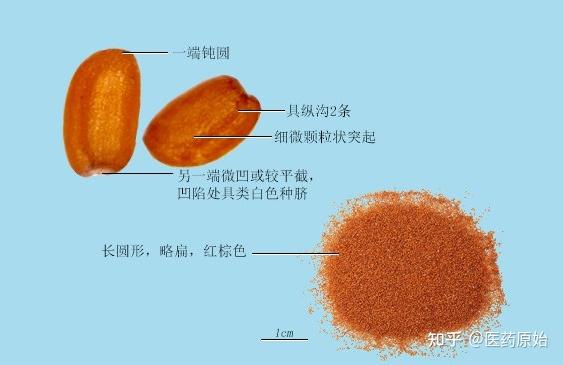 一端钝圆
具纵沟2条
细微颗粒状突起
另一端微凹或较平截，
凹陷处具类白色种脐
长圆形，略扁，红棕色
1cm
知乎 @医药原始